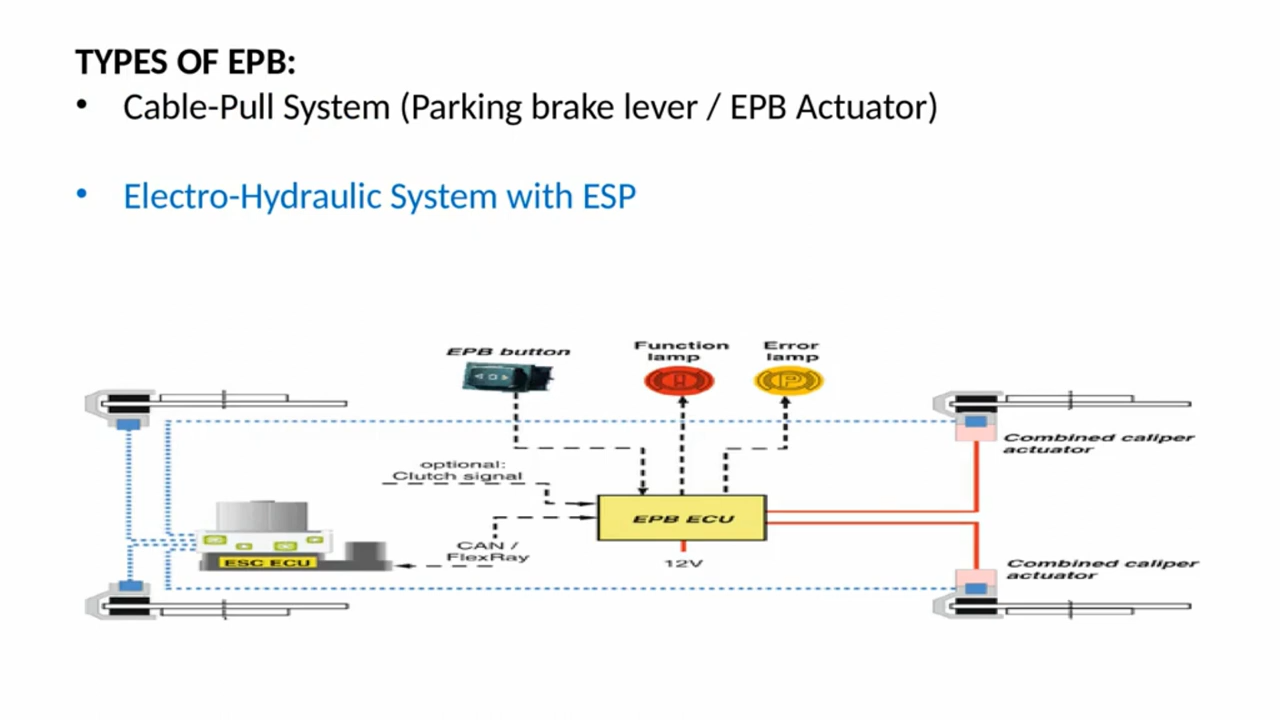 TYPES OF EPB:
• Cable-Pull System (Parking brake lever / EPB Actuator)
• Electro-Hydraulic System with ESP
EPB button
Function
lamp
Error
lamp
P
Combined caliper
actuator
optional:
Clutch signal
EPB ECU
CAN /
FlexRay
12V
ESC ECU
Combined caliper
actuator